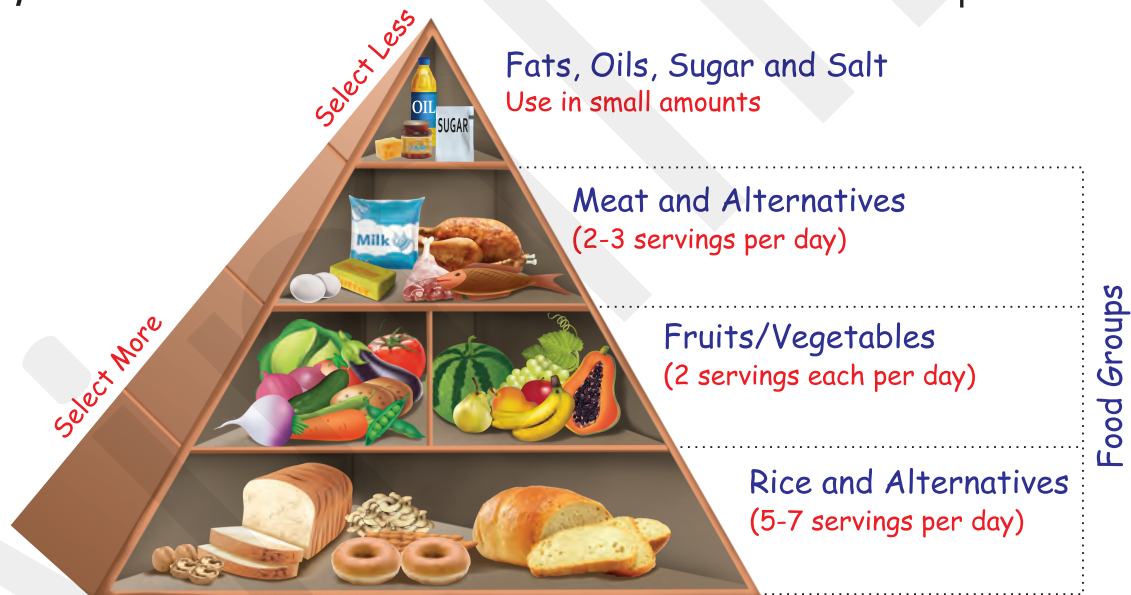 Select Less
Fats, Oils, Sugar and Salt
Use in small amounts
OIL
SUGAR
Meat and Alternatives
(2-3 servings per day)
Milk
Select More
Fruits/Vegetables
(2 servings each per day)
Food Groups
Rice and Alternatives
(5-7 servings per day)